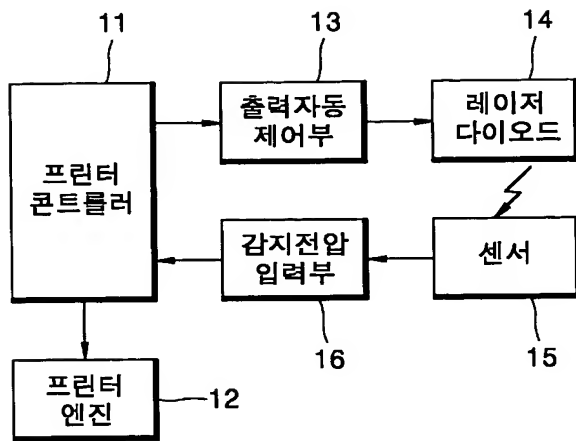 11
13
14
프린터
콘트롤러
출력자동
제어부
레이저
다이오드
감지전압
입력부
센서
16
15
프린터
엔진
12